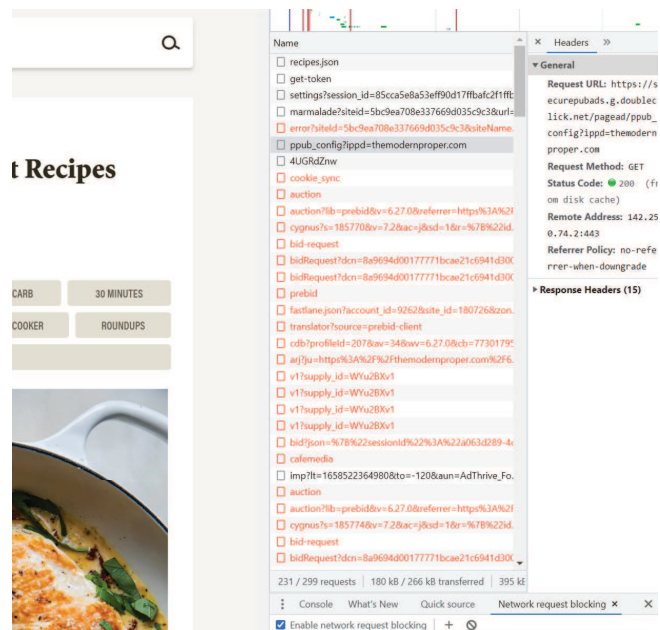 t Recipes
CARB
30 MINUTES
COOKER
ROUNDUPS
Name
recipes.json
get-token
settings?session_id=85cca5e8a53eff90d17ffbafc2f1ffb
marmalade?siteid=5bc9ea708e337669d035c9c3&url=
error?siteId=5bc9ea708e337669d035c9c3&siteName.
ppub_config?ippd=themodernproper.com
4UGRdZnw
cookie_sync
auction
auction?lib=prebid&v=6.27.0&referrer=https%3A%2F
cygnus?s=185770&v=7.2&ac=j&sd=1&r=%7B%22id.
bid-request
bidRequest?dcn=8a9694d00177771bcae21c6941d300
bidRequest?dcn=8a9694d00177771bcae21c6941d300
prebid
fastlane.json?account_id=9262&site_id=180726&zon.
translator?source=prebid-client
cdb?profileId=207&av=34&wv=6.27.0&cb=77301795
arj?ju=https%3A%2F%2Fthemodernproper.com%2F6.
v1?supply_id=WYu2BXv1
v1?supply_id=WYu2BXv1
v1?supply_id=WYu2BXv1
v1?supply_id=WYu2BXv1
bid?json=%7B%22sessionId%22%3A%22a063d289-4
cafemedia
imp?lt=1658522364980&to=-120&aun=AdThrive_Fo.
auction
auction?lib=prebid&v=6.27.0&referrer=https%3A%2F
cygnus?s=185774&v=7.2&ac=j&sd=1&r=%7B%22id.
bid-request
bidRequest?dcn=8a9694d00177771bcae21c6941d300
231 / 299 requests
180 kB / 266 kB transferred
395 kE
× Headers »
General
Request URL: https://s
ecurepubads.g.doublec
lick.net/pagead/ppub_
config?ippd=themodern
proper.com
Request Method: GET
Status Code: 200 (fr
om disk cache)
Remote Address: 142.25
0.74.2:443
Referrer Policy: no-refe
rrer-when-downgrade
Response Headers (15)
Console What's New Quick source Network request blocking ×
Enable network request blocking